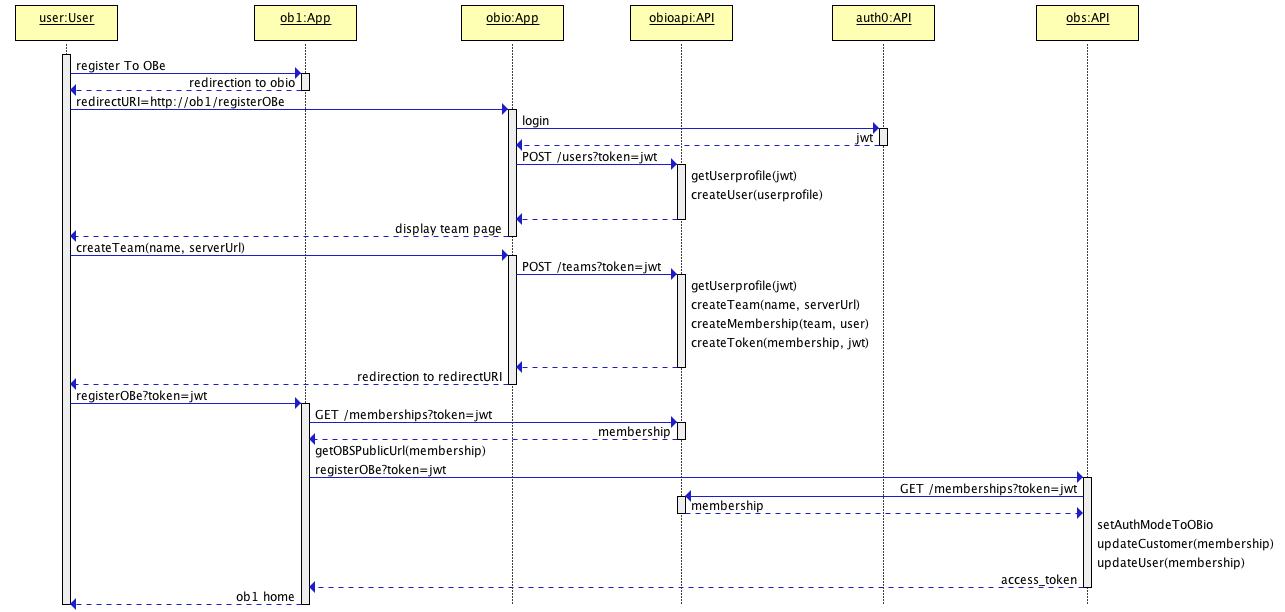 user:User
ob1:App
obio:App
obioapi:API
auth0:API
obs:API
register To OBe
redirection to obio
redirectURI=http://ob1/registerOBe
login
jwt
POST /users?token=jwt
getUserprofile(jwt)
createUser(userprofile)
display team page
createTeam(name, serverUrl)
POST /teams?token=jwt
getUserprofile(jwt)
createTeam(name, serverUrl)
createMembership(team, user)
createToken(membership, jwt)
redirection to redirectURI
registerOBe?token=jwt
GET /memberships?token=jwt
membership
getOBSPublicUrl(membership)
registerOBe?token=jwt
GET /memberships?token=jwt
membership
setAuthModeToOBio
updateCustomer(membership)
updateUser(membership)
access_token
ob1 home